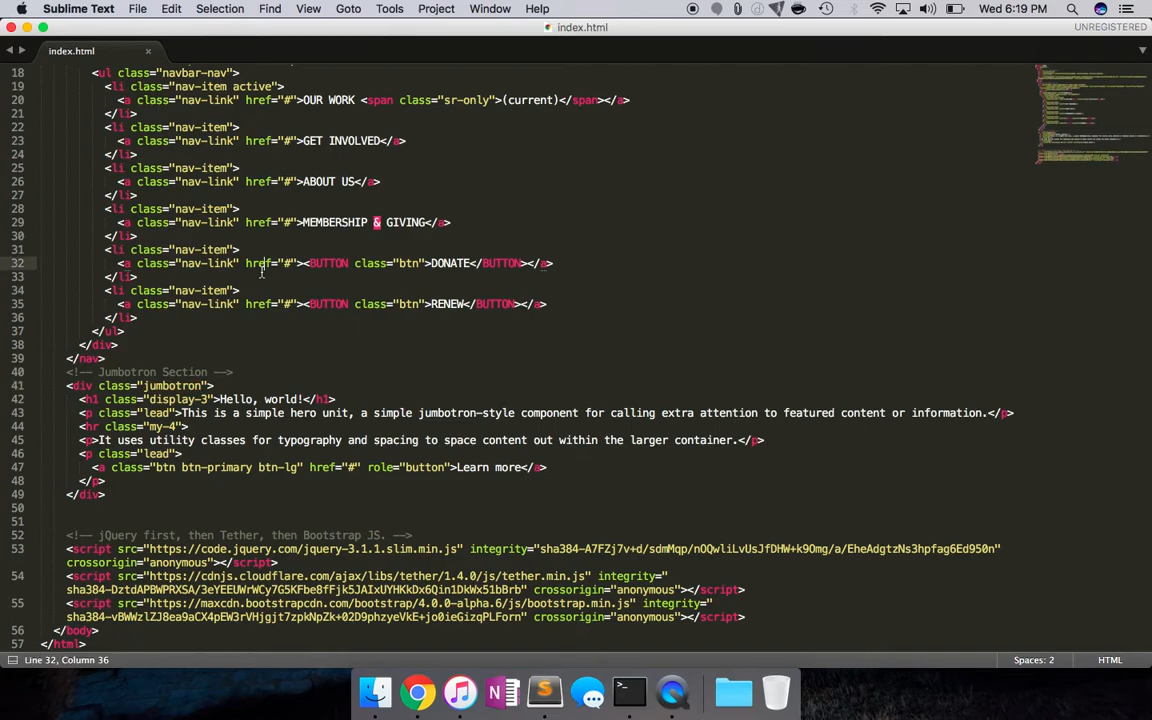 Sublime Text File Edit Selection Find View Goto Tools Project Window Help Wed 6:19 PM
index.html UNREGISTERED
index.html ×
18 <ul class="navbar-nav">
19 <li class="nav-item active">
20 <a class="nav-link" href="#">OUR WORK <span class="sr-only">(current)</span></a>
21 </li>
22 <li class="nav-item">
23 <a class="nav-link" href="#">GET INVOLVED</a>
24 </li>
25 <li class="nav-item">
26 <a class="nav-link" href="#">ABOUT US</a>
27 </li>
28 <li class="nav-item">
29 <a class="nav-link" href="#">MEMBERSHIP & GIVING</a>
30 </li>
31 <li class="nav-item">
32 <a class="nav-link" href="#"><BUTTON class="btn">DONATE</BUTTON></a>
33 </li>
34 <li class="nav-item">
35 <a class="nav-link" href="#"><BUTTON class="btn">RENEW</BUTTON></a>
36 </li>
37 </ul>
38 </div>
39 </nav>
40 <!-- Jumbotron Section -->
41 <div class="jumbotron">
42 <h1 class="display-3">Hello, world!</h1>
43 <p class="lead">This is a simple hero unit, a simple jumbotron-style component for calling extra attention to featured content or information.</p>
44 <hr class="my-4">
45 <p>It uses utility classes for typography and spacing to space content out within the larger container.</p>
46 <p class="lead">
47 <a class="btn btn-primary btn-lg" href="#" role="button">Learn more</a>
48 </p>
49 </div>
50
51
52 <!-- jQuery first, then Tether, then Bootstrap JS. -->
53 <script src="https://code.jquery.com/jquery-3.1.1.slim.min.js" integrity="sha384-A7FZj7v+d/sdmMqp/nOQwliLvUsJfDHW+k9Omg/a/EheAdgtzNs3hpfag6Ed950n"
crossorigin="anonymous"></script>
54 <script src="https://cdnjs.cloudflare.com/ajax/libs/tether/1.4.0/js/tether.min.js" integrity="
sha384-DztdAPBWPRXSA/3eYEEUWrWCy7G5KFbe8fFjk5JAIxUYHKkDx6Qin1DkWx51bBrb" crossorigin="anonymous"></script>
55 <script src="https://maxcdn.bootstrapcdn.com/bootstrap/4.0.0-alpha.6/js/bootstrap.min.js" integrity="
sha384-vBWWzlZJ8ea9aCX4pEW3rVHjgjt7zpkNpZk+02D9phzyeVkE+jo0ieGizqPLForn" crossorigin="anonymous"></script>
56 </body>
57 </html>
Line 32, Column 36 Spaces: 2 HTML